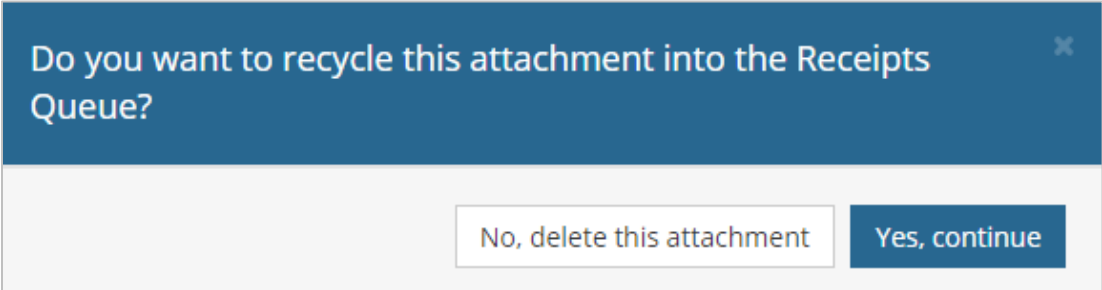 Do you want to recycle this attachment into the Receipts
Queue?
No, delete this attachment
Yes, continue